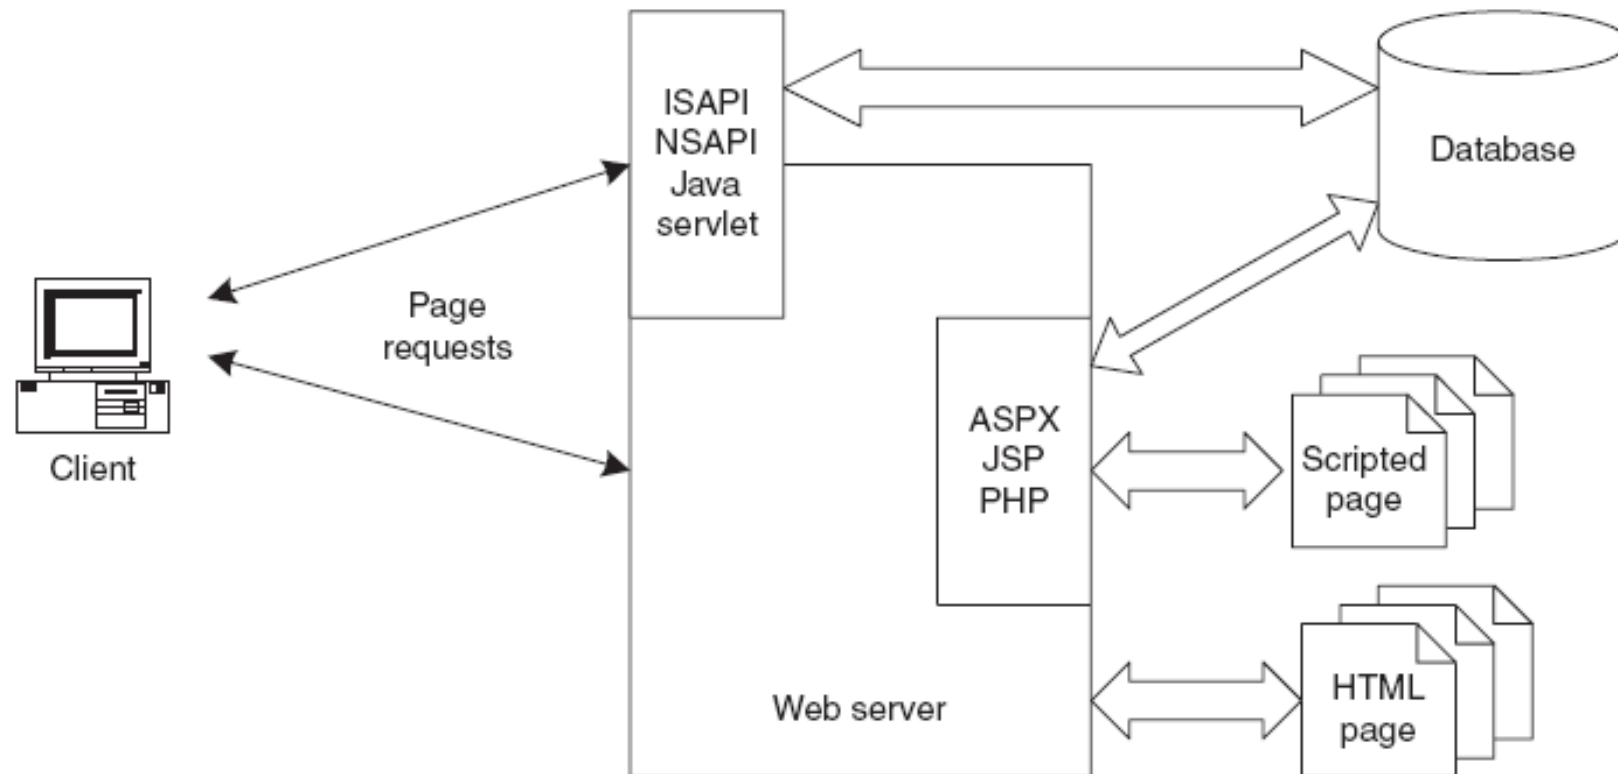 ISAPI
NSAPI
Java
servlet
Database
Page
requests
Client
ASPX
JSP
PHP
Scripted
page
Web server
HTML
page